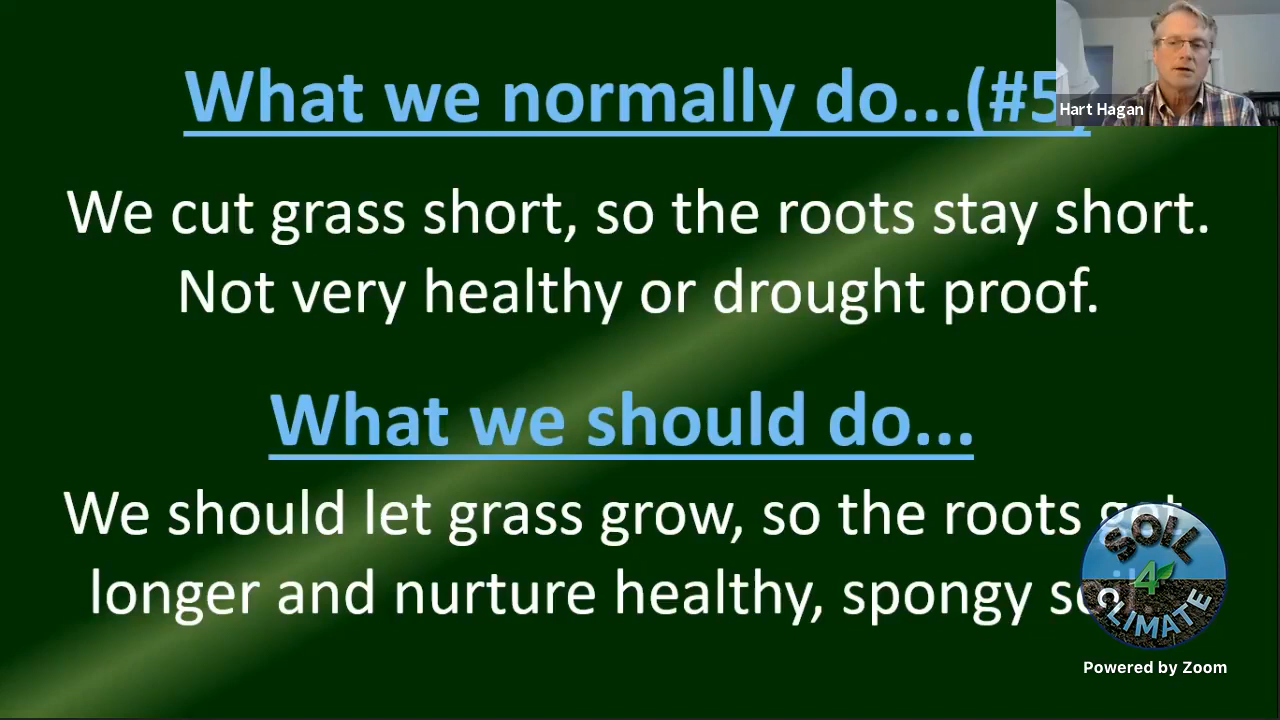 What we normally do...(#5)
Hart Hagan
We cut grass short, so the roots stay short.
Not very healthy or drought proof.
What we should do...
We should let grass grow, so the roots get
longer and nurture healthy, spongy soil.
SOIL
4
CLIMATE
Powered by Zoom